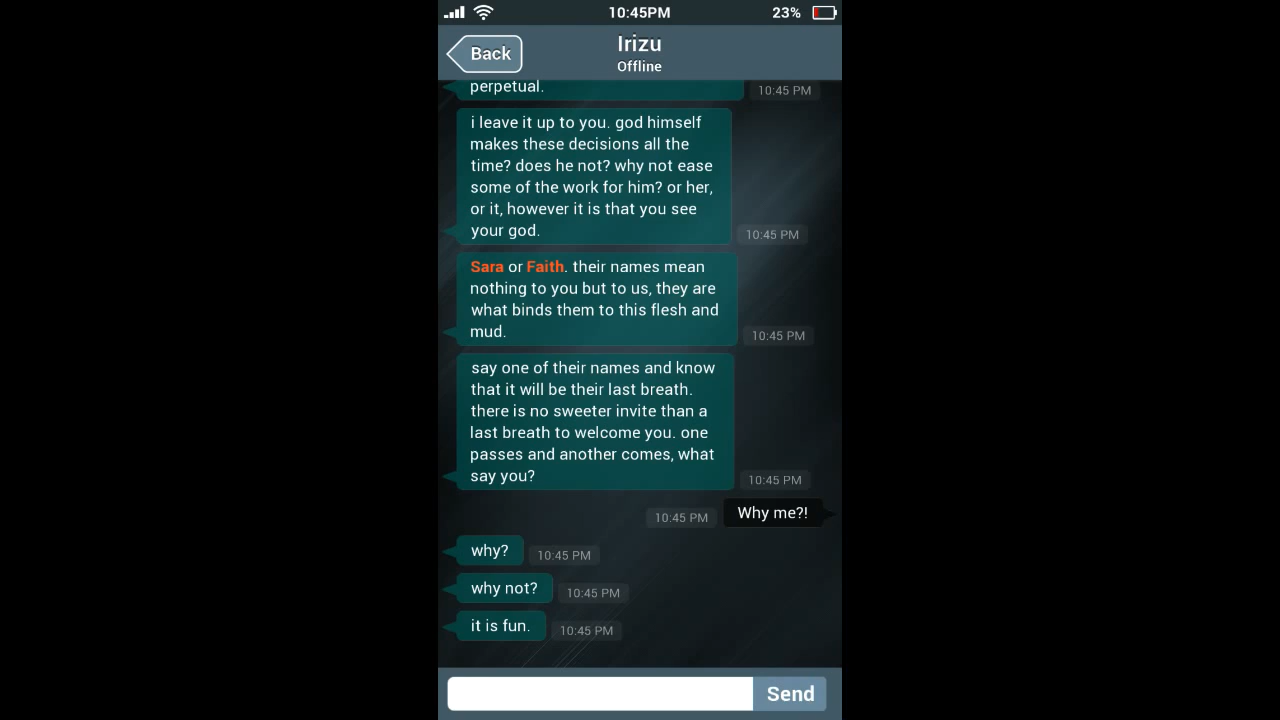 10:45PM
23%
Back
Irizu
Offline
perpetual.
10:45 PM
i leave it up to you. god himself
makes these decisions all the
time? does he not? why not ease
some of the work for him? or her,
or it, however it is that you see
your god.
10:45 PM
Sara or Faith. their names mean
nothing to you but to us, they are
what binds them to this flesh and
mud.
10:45 PM
say one of their names and know
that it will be their last breath.
there is no sweeter invite than a
last breath to welcome you. one
passes and another comes, what
say you?
10:45 PM
10:45 PM
Why me?!
why?
10:45 PM
why not?
10:45 PM
it is fun.
10:45 PM
Send